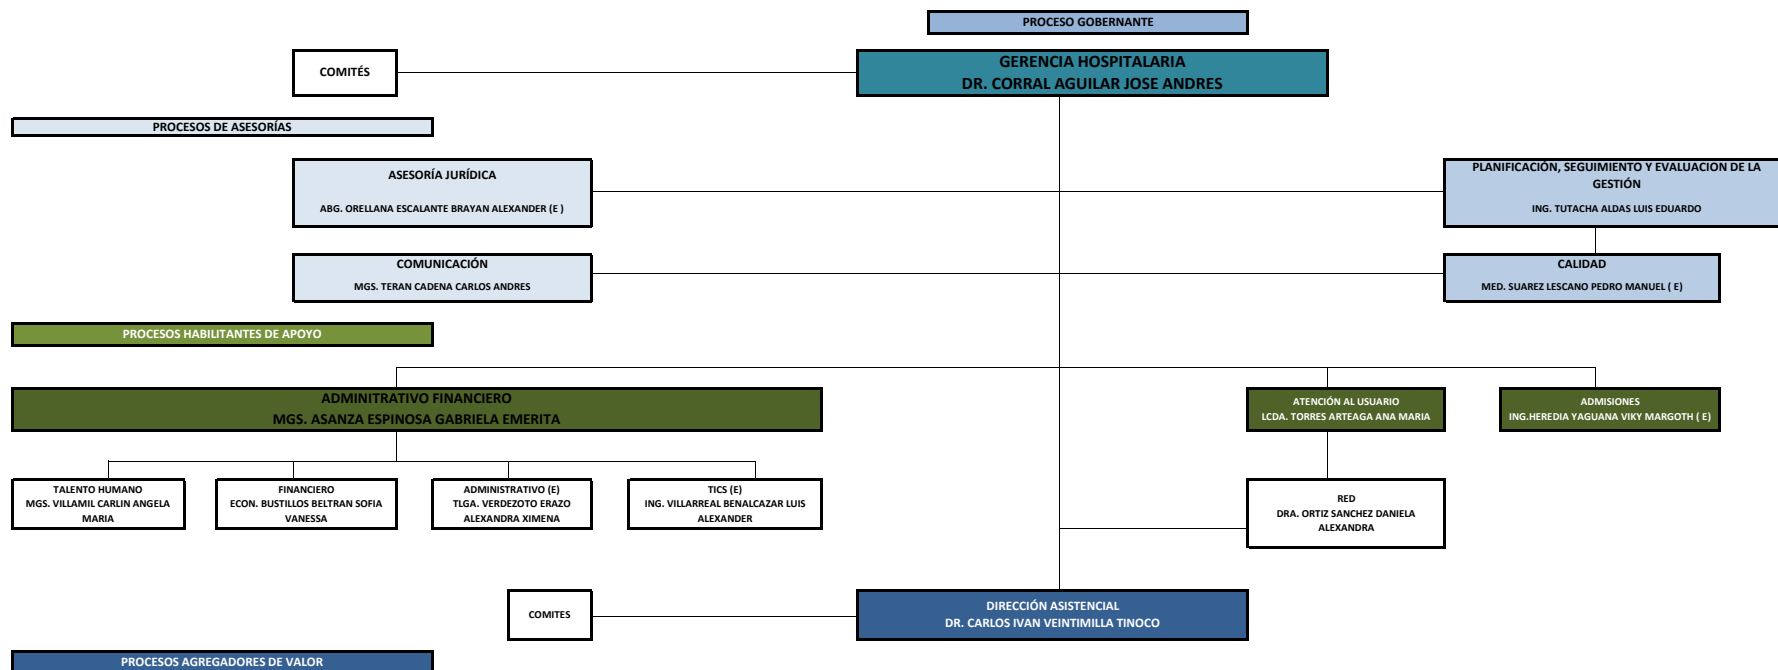 PROCESO GOBERNANTE
COMITÉS
GERENCIA HOSPITALARIA
DR. CORRAL AGUILAR JOSE ANDRES
PROCESOS DE ASESORÍAS
ASESORÍA JURÍDICA
ABG. ORELLANA ESCALANTE BRAYAN ALEXANDER (E )
PLANIFICACIÓN, SEGUIMIENTO Y EVALUACION DE LA
GESTIÓN
ING. TUTACHA ALDAS LUIS EDUARDO
COMUNICACIÓN
MGS. TERAN CADENA CARLOS ANDRES
CALIDAD
MED. SUAREZ LESCANO PEDRO MANUEL ( E)
PROCESOS HABILITANTES DE APOYO
ADMINITRATIVO FINANCIERO
MGS. ASANZA ESPINOSA GABRIELA EMERITA
ATENCIÓN AL USUARIO
LCDA. TORRES ARTEAGA ANA MARIA
ADMISIONES
ING.HEREDIA YAGUANA VIKY MARGOTH ( E)
TALENTO HUMANO
MGS. VILLAMIL CARLIN ANGELA
MARIA
FINANCIERO
ECON. BUSTILLOS BELTRAN SOFIA
VANESSA
ADMINISTRATIVO (E)
TLGA. VERDEZOTO ERAZO
ALEXANDRA XIMENA
TICS (E)
ING. VILLARREAL BENALCAZAR LUIS
ALEXANDER
RED
DRA. ORTIZ SANCHEZ DANIELA
ALEXANDRA
COMITES
DIRECCIÓN ASISTENCIAL
DR. CARLOS IVAN VEINTIMILLA TINOCO
PROCESOS AGREGADORES DE VALOR